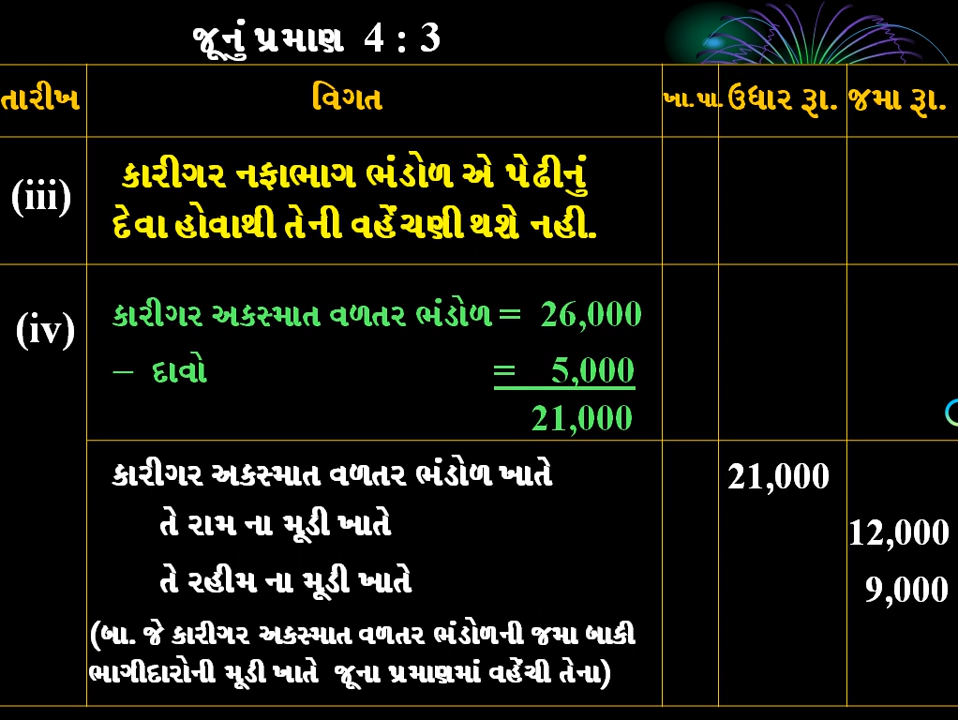 જૂનું પ્રમાણ 4 : 3
તારીખ વિગત ખા.પા. ઉધાર રૂા. જમા રૂા.
(iii) કારીગર નફાભાગ ભંડોળ એ પેઢીનું
દેવા હોવાથી તેની વહેંચણી થશે નહી.
(iv) કારીગર અકસ્માત વળતર ભંડોળ = 26,000
– દાવો = 5,000
21,000
કારીગર અકસ્માત વળતર ભંડોળ ખાતે 21,000
તે રામ ના મૂડી ખાતે 12,000
તે રહીમ ના મૂડી ખાતે 9,000
(બા. જે કારીગર અકસ્માત વળતર ભંડોળની જમા બાકી
ભાગીદારોની મૂડી ખાતે જૂના પ્રમાણમાં વહેંચી તેના)